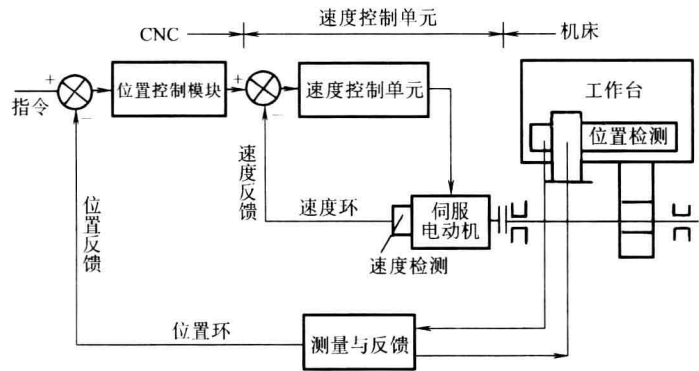 CNC
速度控制单元
机床
+
指令
−
位置控制模块
+
−
速度控制单元
工作台
位置检测
速度反馈
位置反馈
速度环
伺服
电动机
速度检测
位置环
测量与反馈